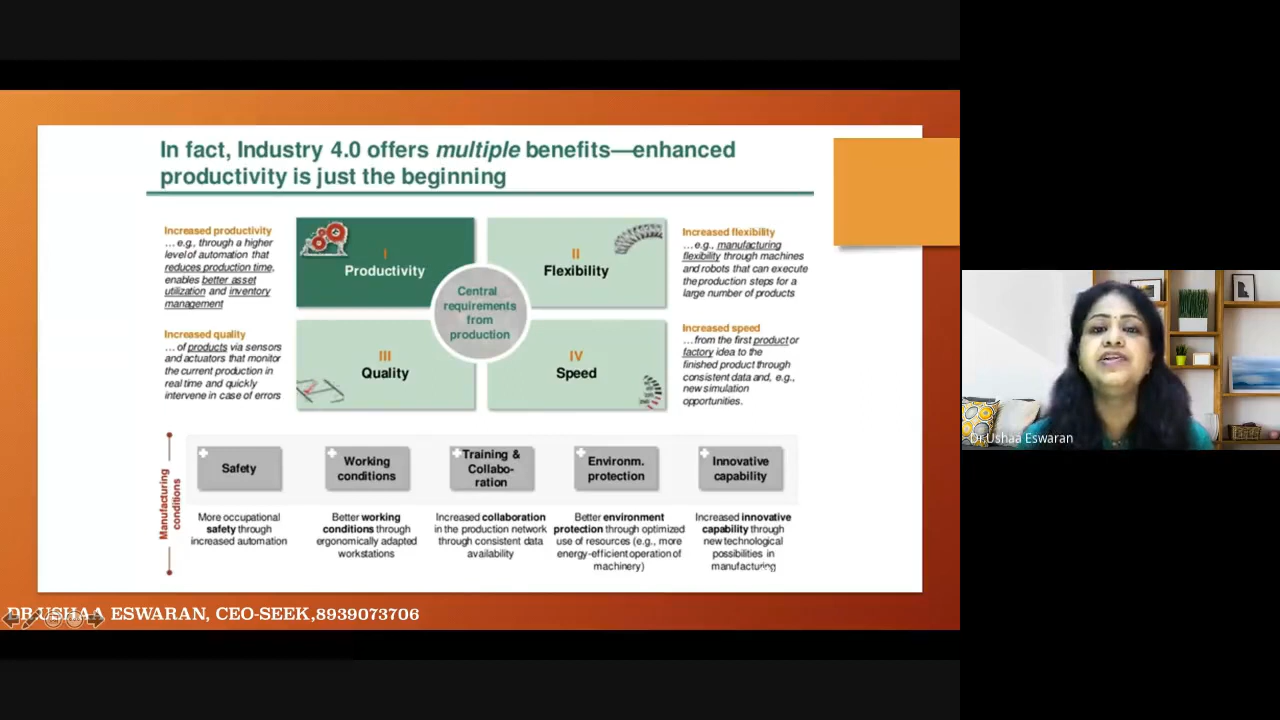 In fact, Industry 4.0 offers multiple benefits—enhanced
productivity is just the beginning
Increased productivity
…e.g., through a higher
level of automation that
reduces production time,
enables better asset
utilization and inventory
management
Increased quality
… of products via sensors
and actuators that monitor
the current production in
real time and quickly
intervene in case of errors
I
Productivity
II
Flexibility
Central
requirements
from
production
III
Quality
IV
Speed
Increased flexibility
…e.g., manufacturing
flexibility through machines
and robots that can execute
the production steps for a
large number of products
Increased speed
…from the first product or
factory idea to the
finished product through
consistent data and, e.g.,
new simulation
opportunities.
Manufacturing
conditions
Safety
More occupational
safety through
increased automation
Working
conditions
Better working
conditions through
ergonomically adapted
workstations
Training &
Collabo-
ration
Increased collaboration
in the production network
through consistent data
availability
Environm.
protection
Better environment
protection through optimized
use of resources (e.g., more
energy-efficient operation of
machinery)
Innovative
capability
Increased innovative
capability through
new technological
possibilities in
manufacturing
DR.USHAA ESWARAN, CEO-SEEK,8939073706
Dr.Ushaa Eswaran